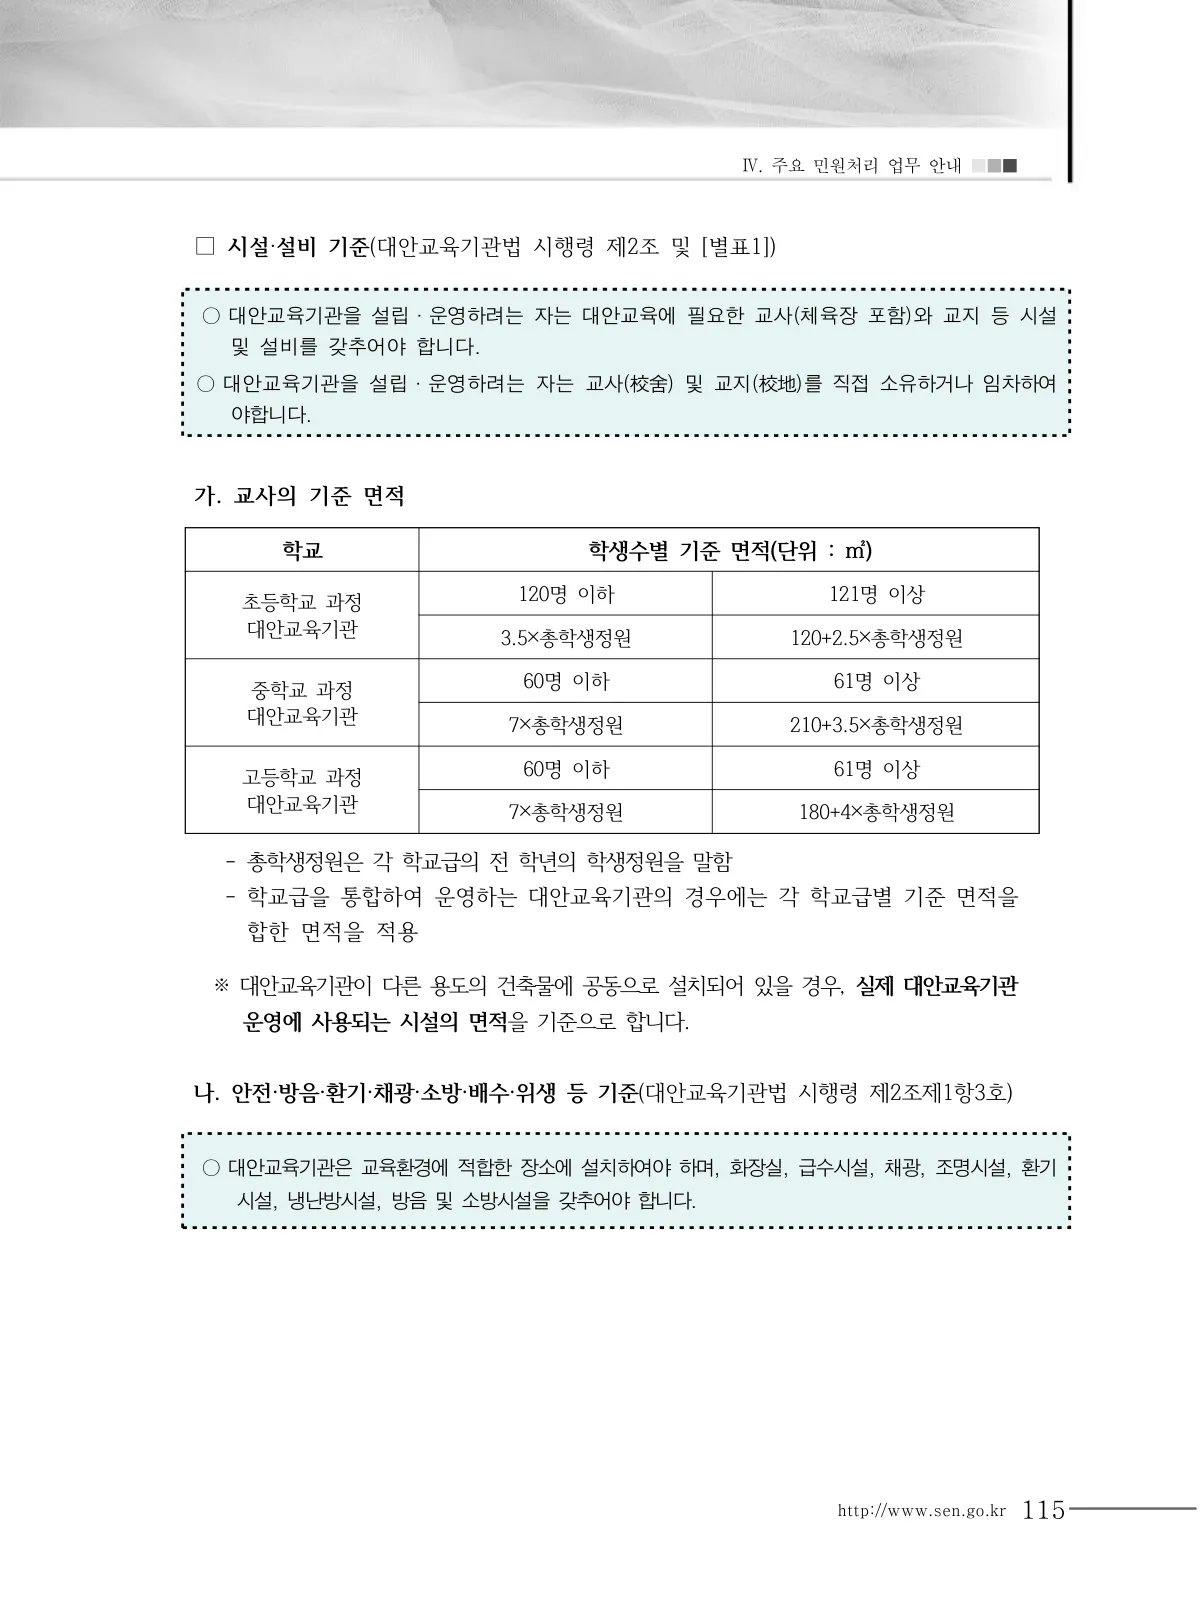 Ⅳ. 주요 민원처리 업무 안내
□ 시설·설비 기준(대안교육기관법 시행령 제2조 및 [별표1])
○ 대안교육기관을 설립 · 운영하려는 자는 대안교육에 필요한 교사(체육장 포함)와 교지 등 시설
및 설비를 갖추어야 합니다.
○ 대안교육기관을 설립 · 운영하려는 자는 교사(校舍) 및 교지(校地)를 직접 소유하거나 임차하여
야합니다.
가. 교사의 기준 면적
학교 학생수별 기준 면적(단위 : ㎡)
초등학교 과정
대안교육기관
120명 이하 121명 이상
3.5×총학생정원 120+2.5×총학생정원
중학교 과정
대안교육기관
60명 이하 61명 이상
7×총학생정원 210+3.5×총학생정원
고등학교 과정
대안교육기관
60명 이하 61명 이상
7×총학생정원 180+4×총학생정원
- 총학생정원은 각 학교급의 전 학년의 학생정원을 말함
- 학교급을 통합하여 운영하는 대안교육기관의 경우에는 각 학교급별 기준 면적을
합한 면적을 적용
※ 대안교육기관이 다른 용도의 건축물에 공동으로 설치되어 있을 경우, 실제 대안교육기관
운영에 사용되는 시설의 면적을 기준으로 합니다.
나. 안전·방음·환기·채광·소방·배수·위생 등 기준(대안교육기관법 시행령 제2조제1항3호)
○ 대안교육기관은 교육환경에 적합한 장소에 설치하여야 하며, 화장실, 급수시설, 채광, 조명시설, 환기
시설, 냉난방시설, 방음 및 소방시설을 갖추어야 합니다.
http://www.sen.go.kr 115